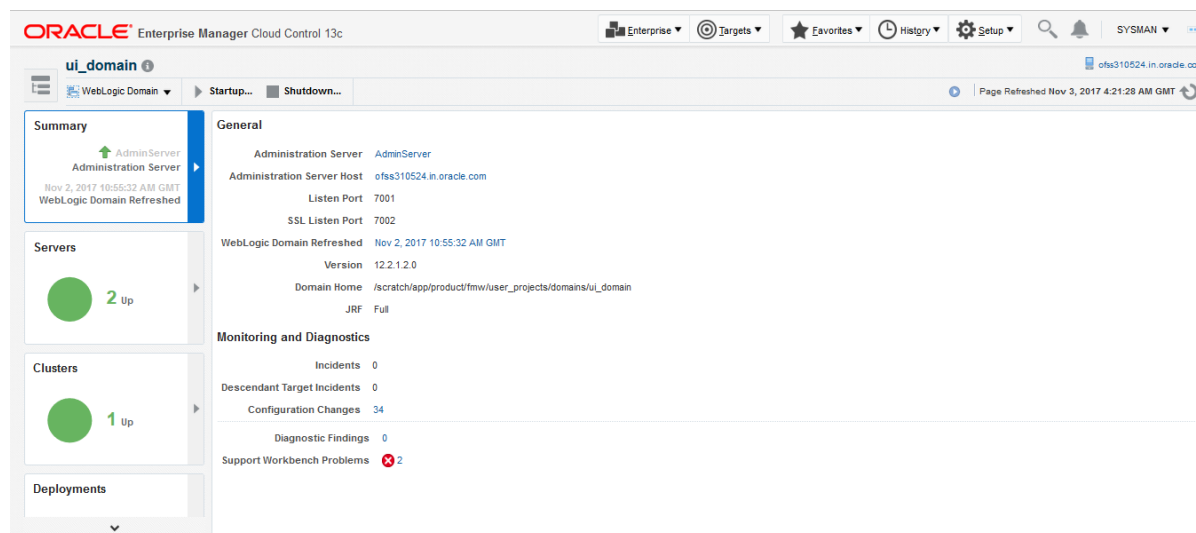 ORACLE® Enterprise Manager Cloud Control 13c Enterprise ▼ Targets ▼ Favorites ▼ History ▼ Setup ▼ SYSMAN ▼
ui_domain ofss310524.in.oracle.co
WebLogic Domain ▼ Startup... Shutdown... Page Refreshed Nov 3, 2017 4:21:28 AM GMT
Summary
AdminServer
Administration Server
Nov 2, 2017 10:55:32 AM GMT
WebLogic Domain Refreshed
Servers
2 Up
Clusters
1 Up
Deployments
General
Administration Server AdminServer
Administration Server Host ofss310524.in.oracle.com
Listen Port 7001
SSL Listen Port 7002
WebLogic Domain Refreshed Nov 2, 2017 10:55:32 AM GMT
Version 12.2.1.2.0
Domain Home /scratch/app/product/fmw/user_projects/domains/ui_domain
JRF Full
Monitoring and Diagnostics
Incidents 0
Descendant Target Incidents 0
Configuration Changes 34
Diagnostic Findings 0
Support Workbench Problems 2